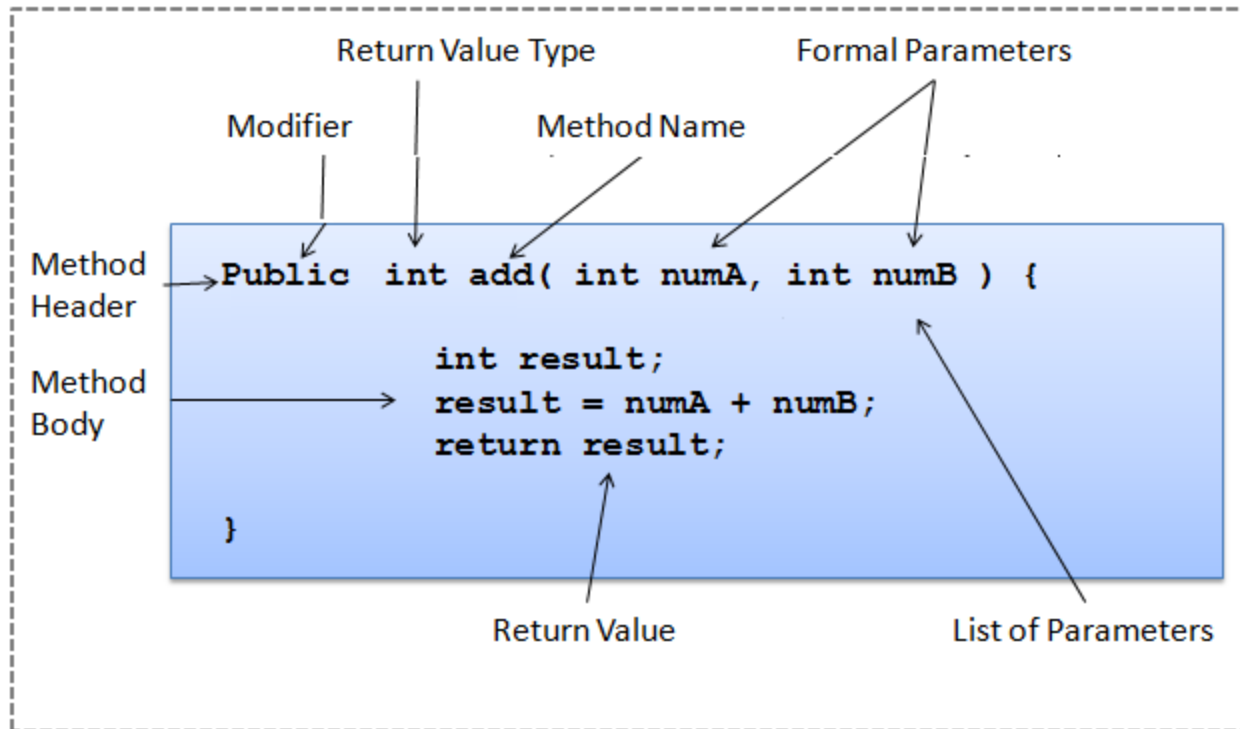 Return Value Type
Formal Parameters
Modifier
Method Name
Method
Header
Public int add( int numA, int numB ) {
int result;
Method
Body
result = numA + numB;
return result;
}
Return Value
List of Parameters